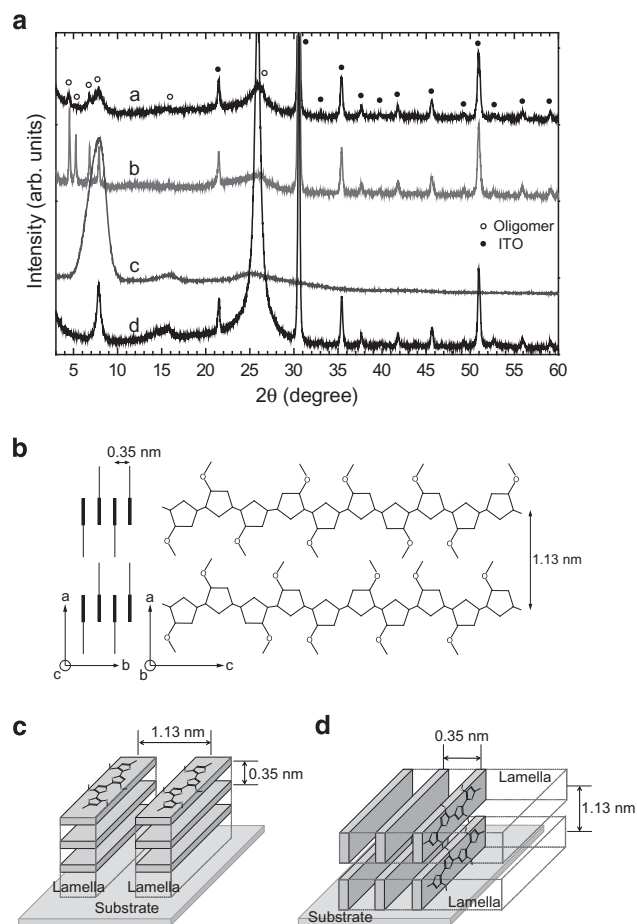 a
Intensity (arb. units)
a
b
c
d
Oligomer
ITO
5 10 15 20 25 30 35 40 45 50 55 60
2θ (degree)
b
0.35 nm
O O O O O
O O O O
1.13 nm
O O O O
O O O O O
a a
c b b c
c
1.13 nm
0.35 nm
Lamella Lamella
Substrate
d
0.35 nm
Lamella
1.13 nm
Lamella
Substrate